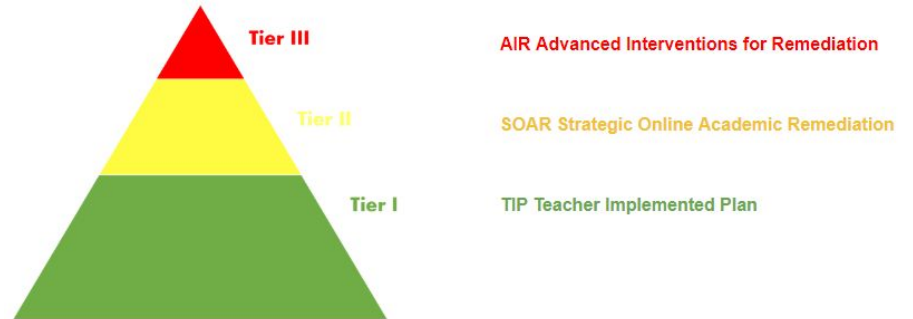 Tier III
AIR Advanced Interventions for Remediation
Tier II
SOAR Strategic Online Academic Remediation
Tier I
TIP Teacher Implemented Plan